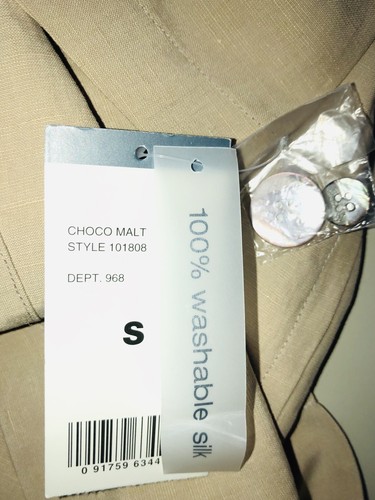 CHOCO MALT
STYLE 101808
DEPT. 968
S
0 91759 6344
100% washable silk